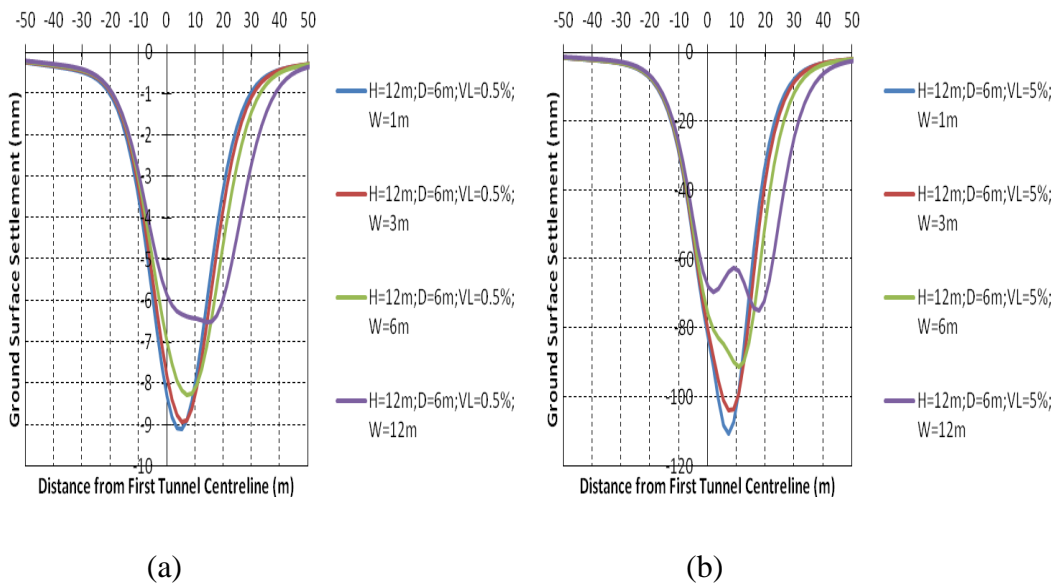 -50 -40 -30 -20 -10 0 10 20 30 40 50
0
-1
-2
-3
-4
-5
-6
-7
-8
-9
-10
Ground Surface Settlement (mm)
Distance from First Tunnel Centreline (m)
H=12m;D=6m;VL=0.5%;
W=1m
H=12m;D=6m;VL=0.5%;
W=3m
H=12m;D=6m;VL=0.5%;
W=6m
H=12m;D=6m;VL=0.5%;
W=12m
(a)
-50 -40 -30 -20 -10 0 10 20 30 40 50
0
-20
-40
-60
-80
-100
-120
Ground Surface Settlement (mm)
Distance from First Tunnel Centreline (m)
H=12m;D=6m;VL=5%;
W=1m
H=12m;D=6m;VL=5%;
W=3m
H=12m;D=6m;VL=5%;
W=6m
H=12m;D=6m;VL=5%;
W=12m
(b)